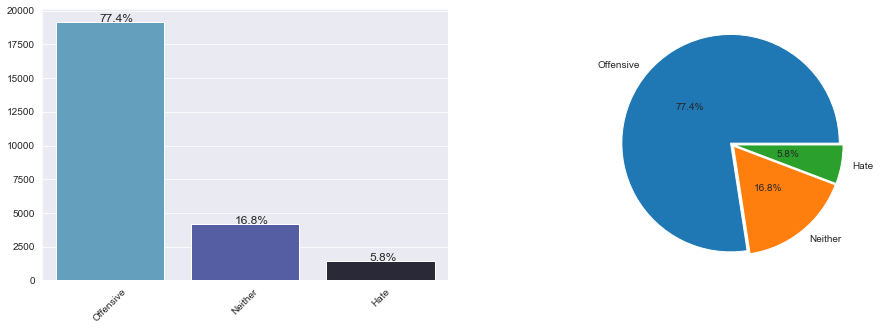 20000
17500
15000
12500
10000
7500
5000
2500
0
77.4%
16.8%
5.8%
Offensive
Neither
Hate
Offensive
77.4%
5.8%
Hate
16.8%
Neither